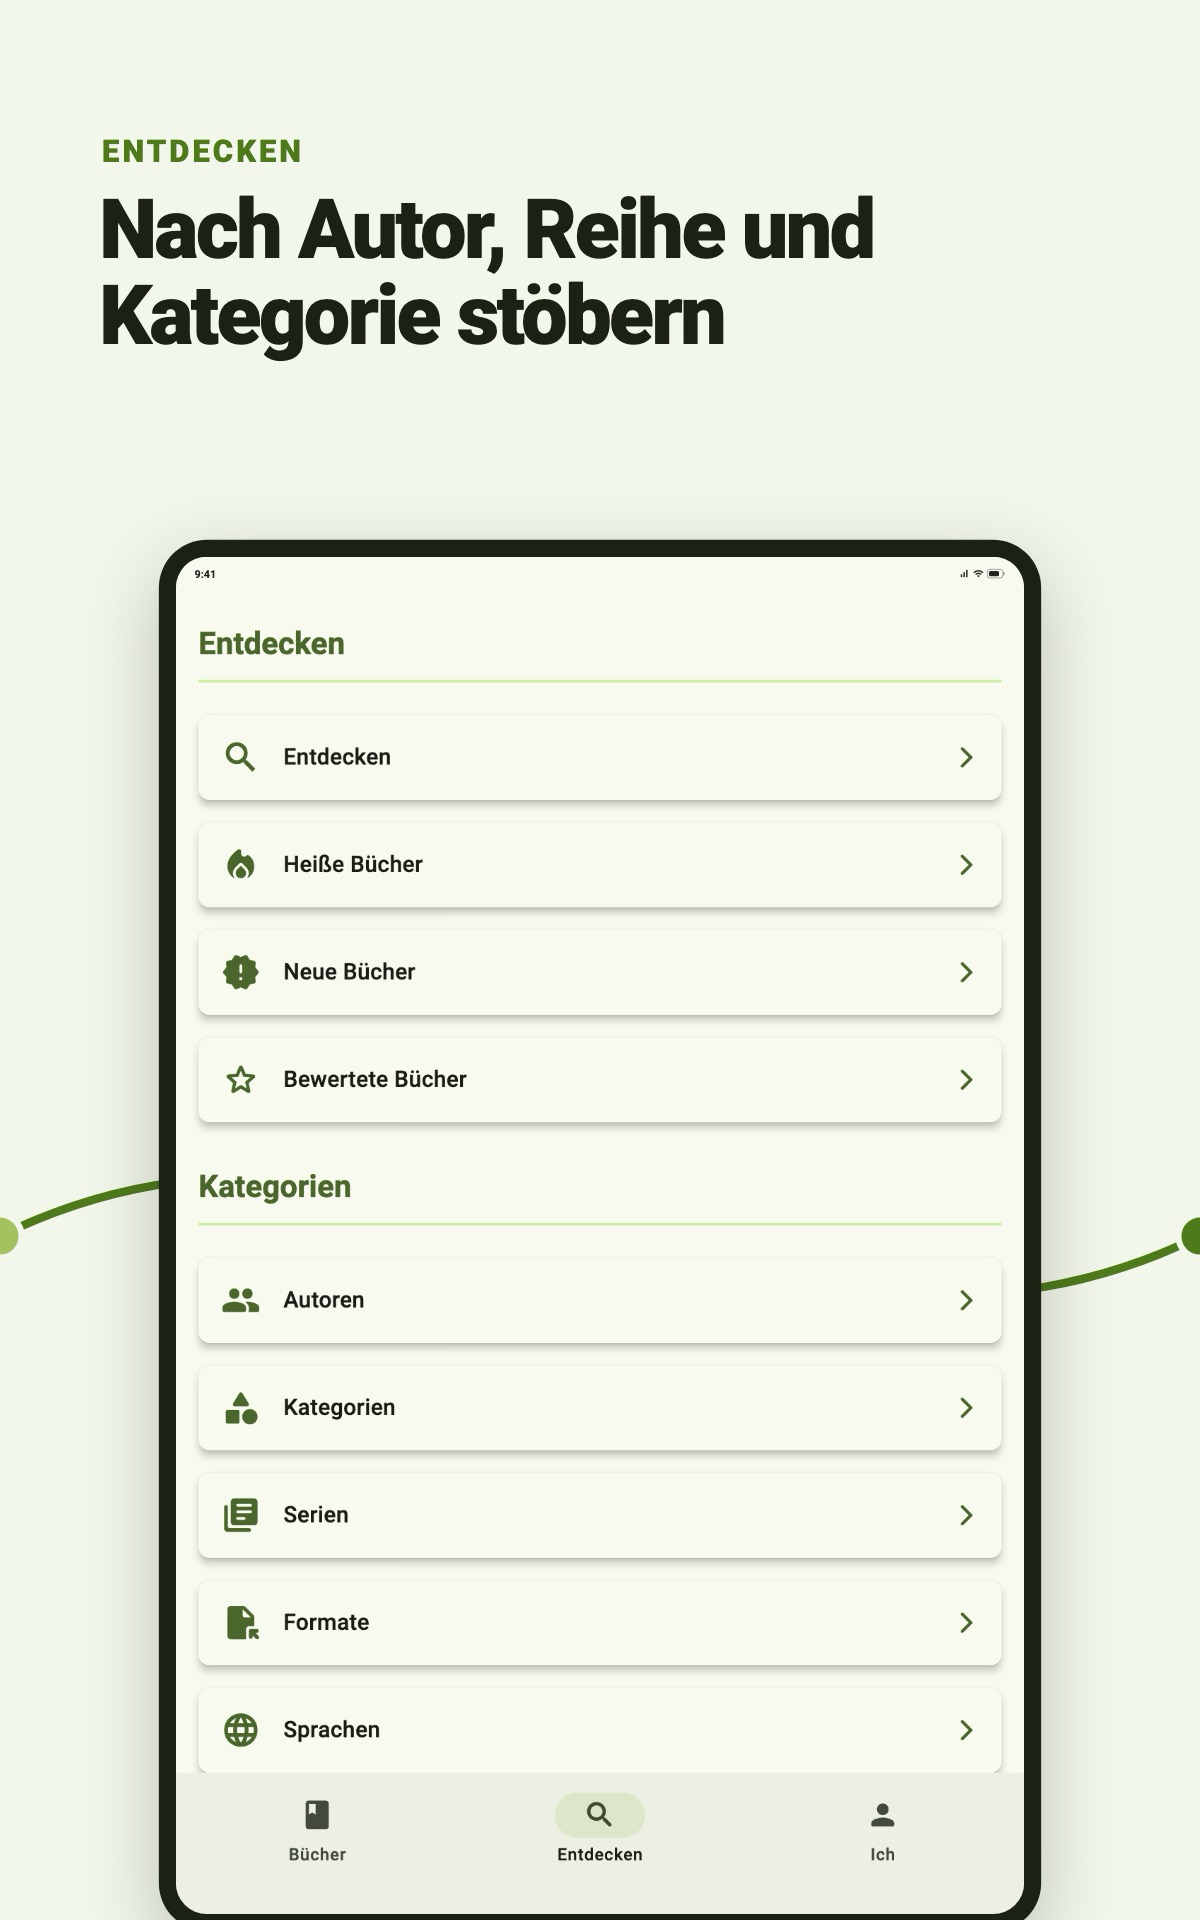 ENTDECKEN
Nach Autor, Reihe und
Kategorie stöbern
9:41
Entdecken
Entdecken
Heiße Bücher
Neue Bücher
Bewertete Bücher
Kategorien
Autoren
Kategorien
Serien
Formate
Sprachen
Bücher
Entdecken
Ich